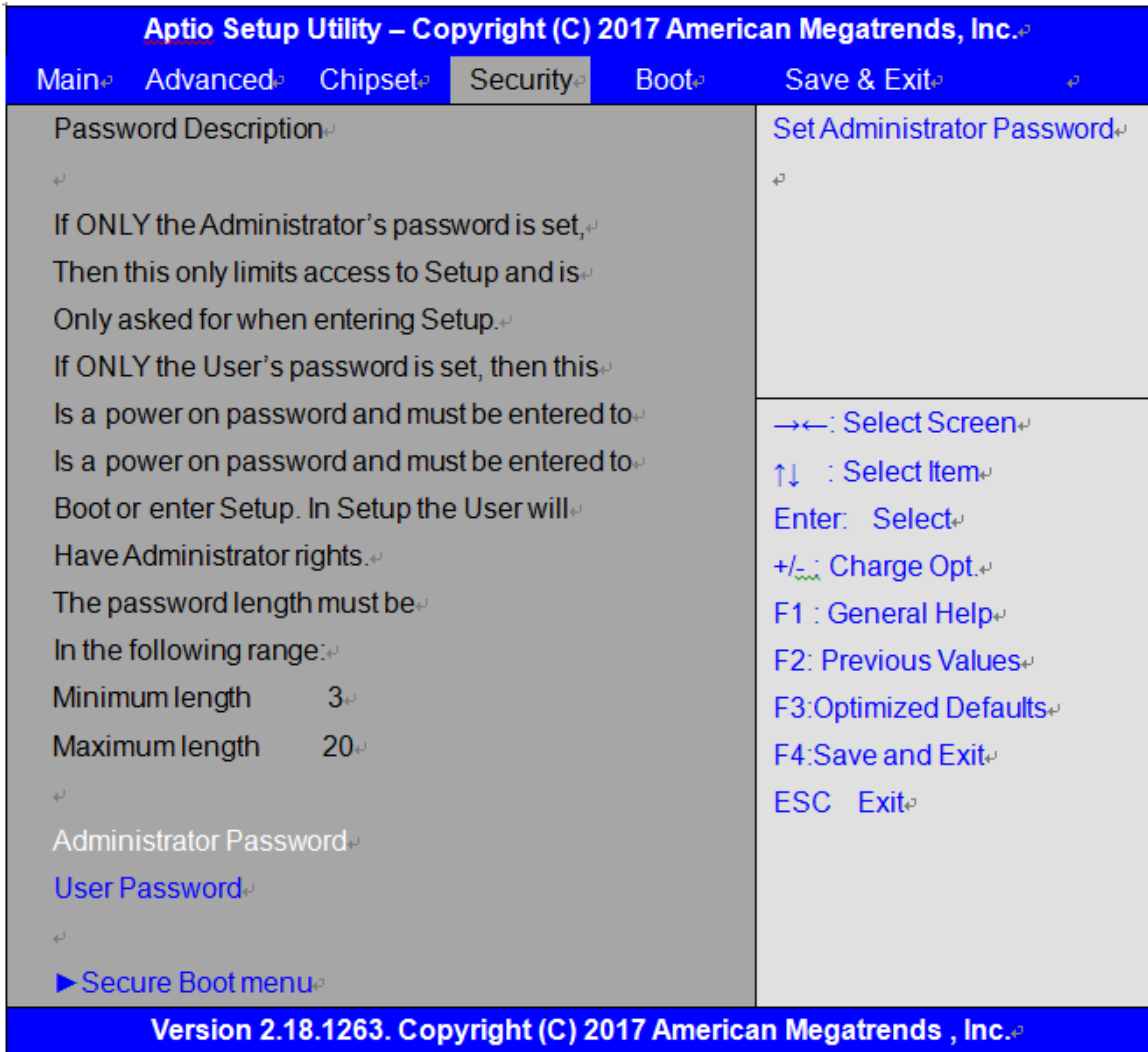 Aptio Setup Utility – Copyright (C) 2017 American Megatrends, Inc.
Main Advanced Chipset Security Boot Save & Exit
Password Description
If ONLY the Administrator’s password is set,
Then this only limits access to Setup and is
Only asked for when entering Setup.
If ONLY the User’s password is set, then this
Is a power on password and must be entered to
Is a power on password and must be entered to
Boot or enter Setup. In Setup the User will
Have Administrator rights.
The password length must be
In the following range:
Minimum length 3
Maximum length 20
Administrator Password
User Password
►Secure Boot menu
Set Administrator Password
→←: Select Screen
↑↓ : Select Item
Enter: Select
+/- : Charge Opt.
F1 : General Help
F2: Previous Values
F3:Optimized Defaults
F4:Save and Exit
ESC Exit
Version 2.18.1263. Copyright (C) 2017 American Megatrends , Inc.